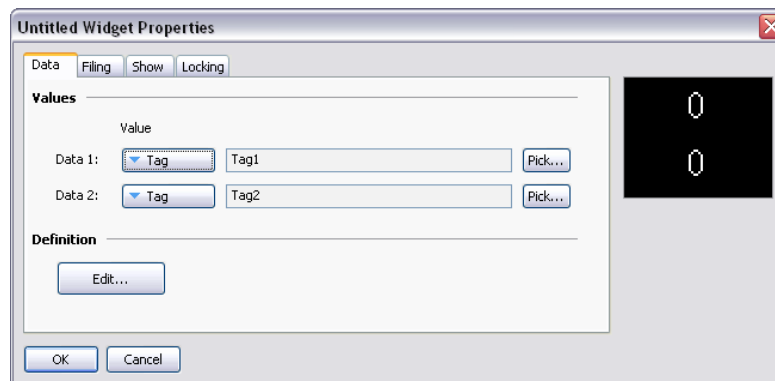 Untitled Widget Properties
Data Filing Show Locking
Values
Value
Data 1: Tag Tag1 Pick...
Data 2: Tag Tag2 Pick...
Definition
Edit...
OK Cancel
0
0